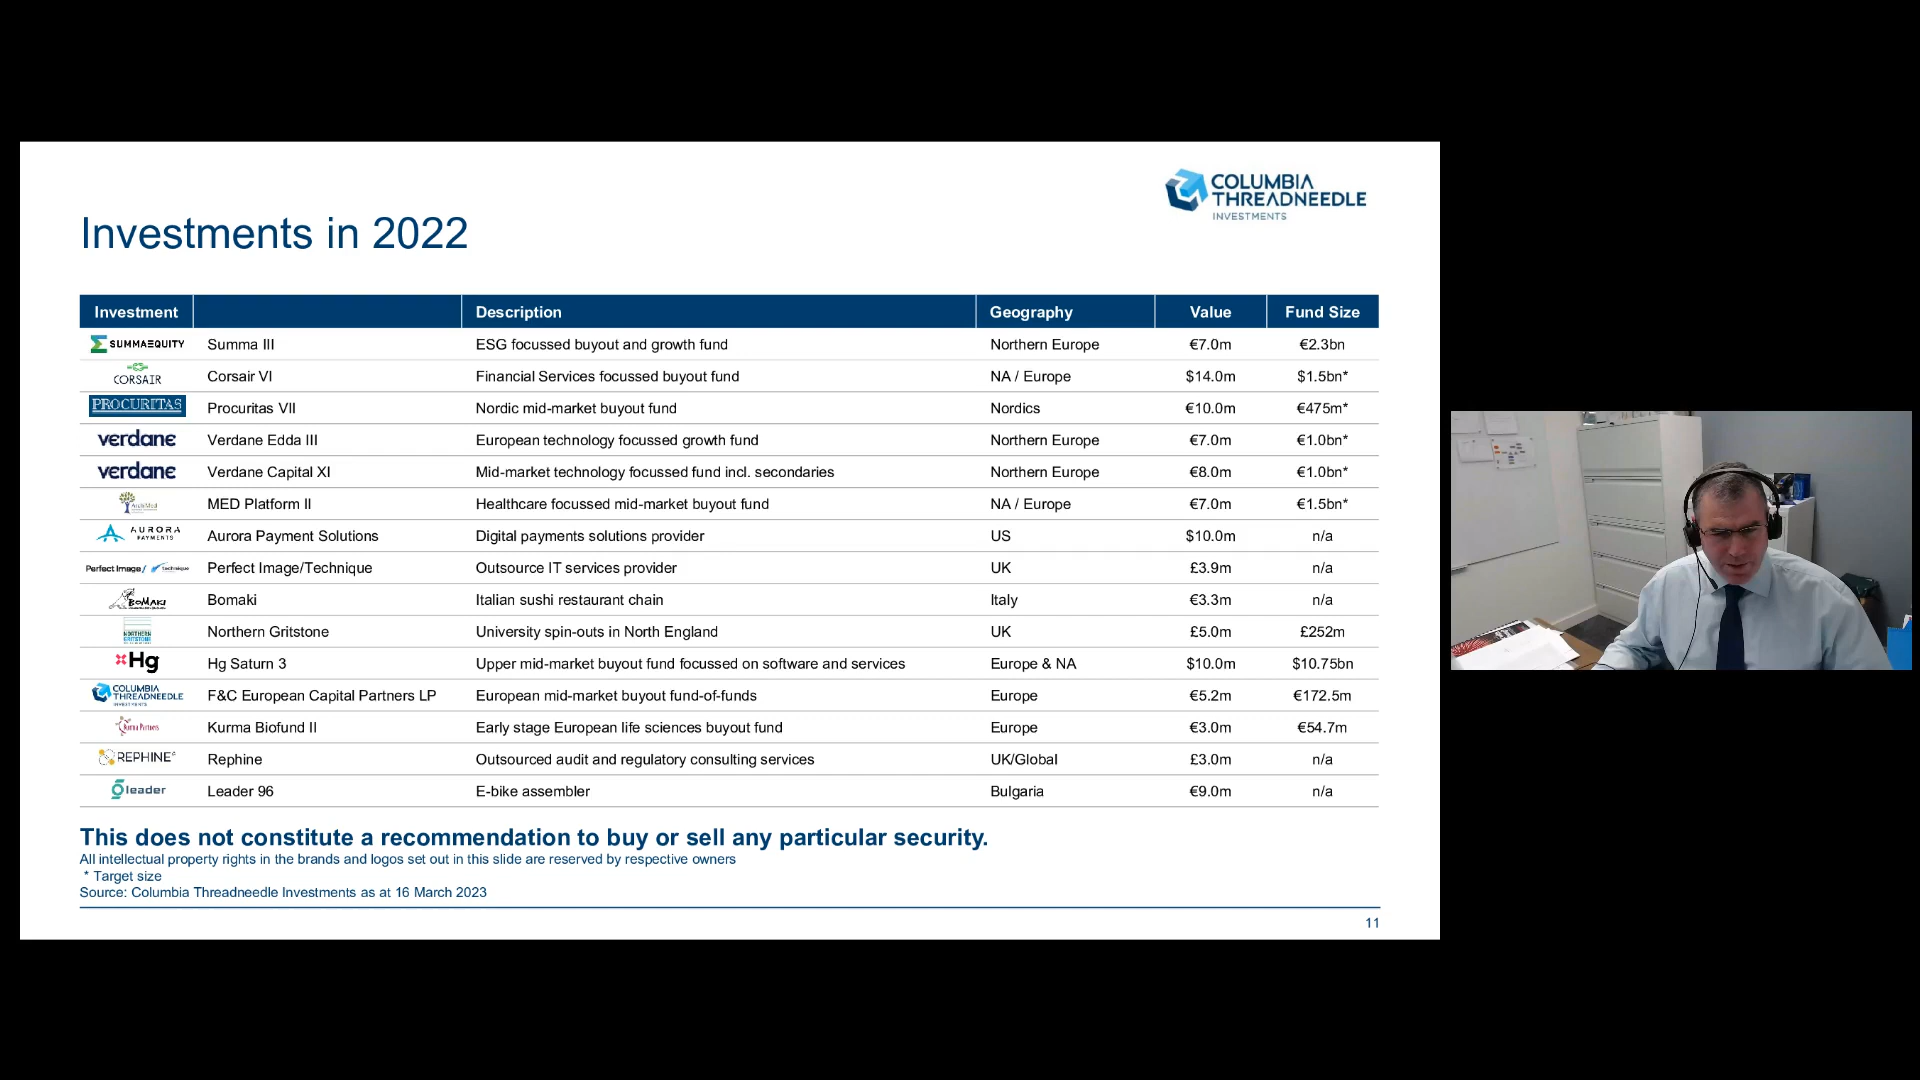 COLUMBIA
THREADNEEDLE
INVESTMENTS
Investments in 2022
Investment Description Geography Value Fund Size
SUMMAEQUITY Summa III ESG focussed buyout and growth fund Northern Europe €7.0m €2.3bn
CORSAIR Corsair VI Financial Services focussed buyout fund NA / Europe $14.0m $1.5bn*
PROCURITAS Procuritas VII Nordic mid-market buyout fund Nordics €10.0m €475m*
verdane Verdane Edda III European technology focussed growth fund Northern Europe €7.0m €1.0bn*
verdane Verdane Capital XI Mid-market technology focussed fund incl. secondaries Northern Europe €8.0m €1.0bn*
ArchiMed MED Platform II Healthcare focussed mid-market buyout fund NA / Europe €7.0m €1.5bn*
AURORA PAYMENTS Aurora Payment Solutions Digital payments solutions provider US $10.0m n/a
Perfect Image/ technique Perfect Image/Technique Outsource IT services provider UK £3.9m n/a
BOMAKI Bomaki Italian sushi restaurant chain Italy €3.3m n/a
NORTHERN GRITSTONE Northern Gritstone University spin-outs in North England UK £5.0m £252m
Hg Hg Saturn 3 Upper mid-market buyout fund focussed on software and services Europe & NA $10.0m $10.75bn
COLUMBIA THREADNEEDLE INVESTMENTS F&C European Capital Partners LP European mid-market buyout fund-of-funds Europe €5.2m €172.5m
Kurma Partners Kurma Biofund II Early stage European life sciences buyout fund Europe €3.0m €54.7m
REPHINE Rephine Outsourced audit and regulatory consulting services UK/Global £3.0m n/a
leader Leader 96 E-bike assembler Bulgaria €9.0m n/a
This does not constitute a recommendation to buy or sell any particular security.
All intellectual property rights in the brands and logos set out in this slide are reserved by respective owners
* Target size
Source: Columbia Threadneedle Investments as at 16 March 2023
11